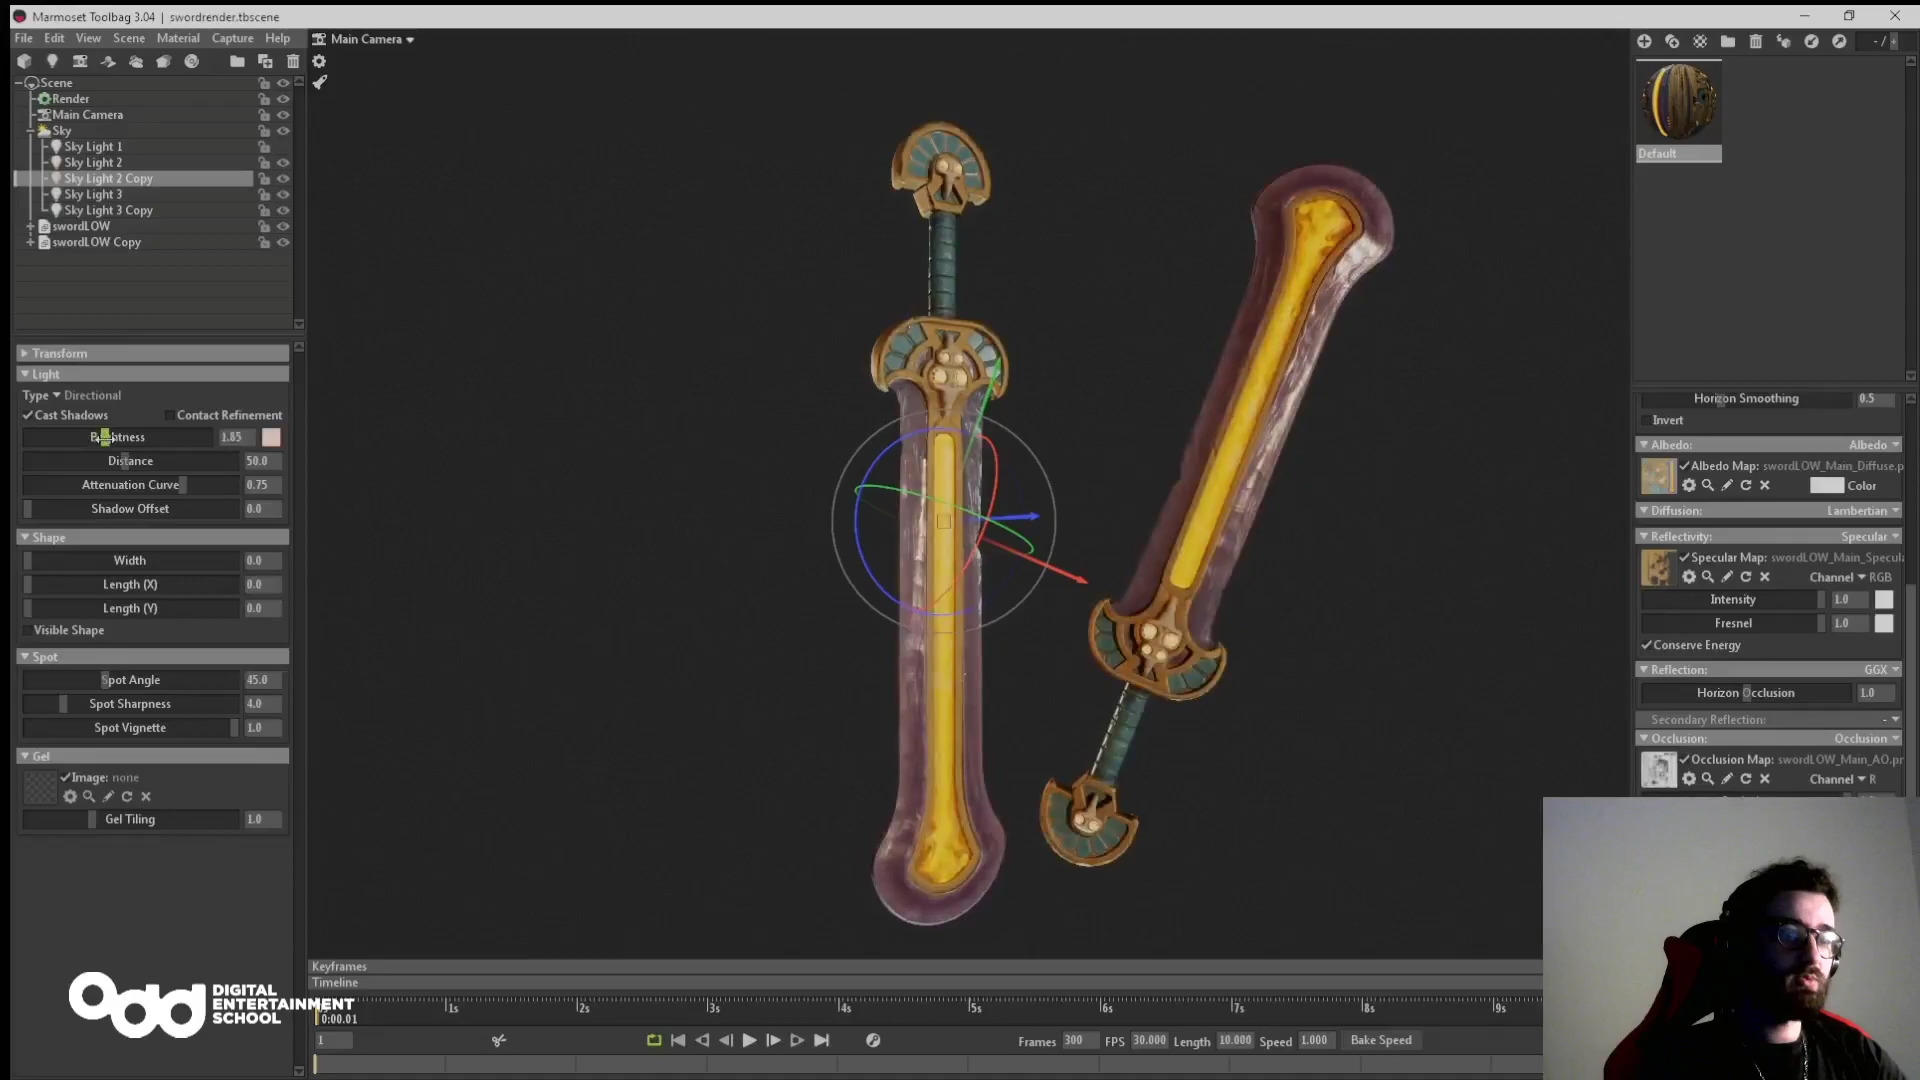 Marmoset Toolbag 3.04 | swordrender.tbscene
File Edit View Scene Material Capture Help
Main Camera
- /
Scene
Render
Main Camera
Sky
Sky Light 1
Sky Light 2
Sky Light 2 Copy
Sky Light 3
Sky Light 3 Copy
swordLOW
swordLOW Copy
Default
Transform
Light
Type Directional
Cast Shadows Contact Refinement
Brightness 1.85
Distance 50.0
Attenuation Curve 0.75
Shadow Offset 0.0
Shape
Width 0.0
Length (X) 0.0
Length (Y) 0.0
Visible Shape
Spot
Spot Angle 45.0
Spot Sharpness 4.0
Spot Vignette 1.0
Gel
Image: none
Gel Tiling 1.0
Horizon Smoothing 0.5
Invert
Albedo: Albedo
Albedo Map: swordLOW_Main_Diffuse.p
Color
Diffusion: Lambertian
Reflectivity: Specular
Specular Map: swordLOW_Main_Specula
Channel RGB
Intensity 1.0
Fresnel 1.0
Conserve Energy
Reflection: GGX
Horizon Occlusion 1.0
Secondary Reflection: -
Occlusion: Occlusion
Occlusion Map: swordLOW_Main_AO.pr
Channel R
Keyframes
Timeline
1s 2s 3s 4s 5s 6s 7s 8s 9s
0:00.01
1
Frames 300 FPS 30.000 Length 10.000 Speed 1.000 Bake Speed
Odd
DIGITAL
ENTERTAINMENT
SCHOOL